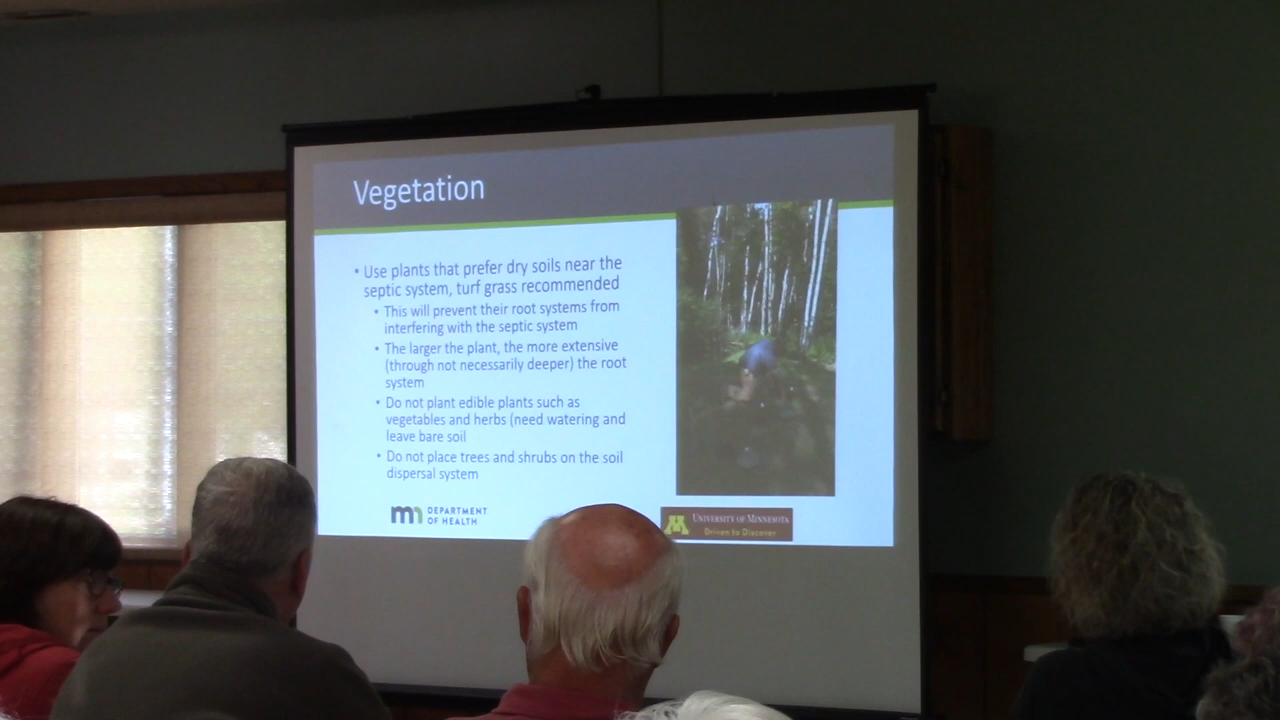 Vegetation
• Use plants that prefer dry soils near the
septic system, turf grass recommended
• This will prevent their root systems from
interfering with the septic system
• The larger the plant, the more extensive
(through not necessarily deeper) the root
system
• Do not plant edible plants such as
vegetables and herbs (need watering and
leave bare soil
• Do not place trees and shrubs on the soil
dispersal system
mn DEPARTMENT
OF HEALTH
M UNIVERSITY OF MINNESOTA
Driven to Discover